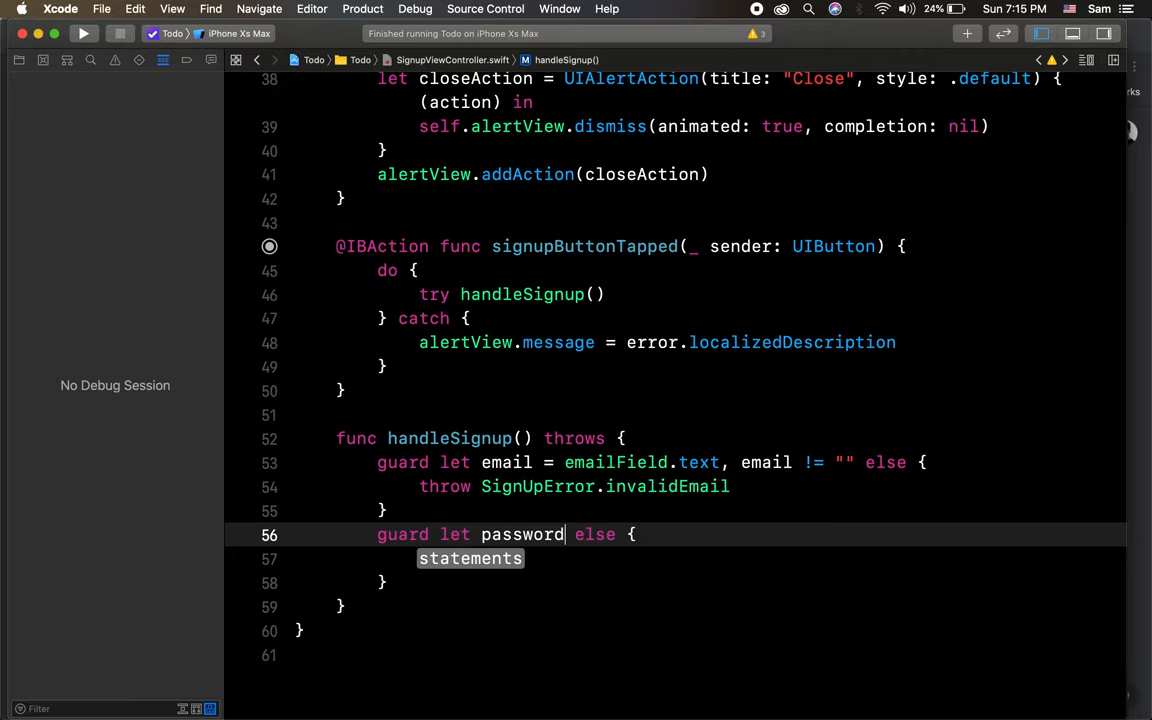 Xcode File Edit View Find Navigate Editor Product Debug Source Control Window Help 24% Sun 7:15 PM Sam
Todo iPhone Xs Max Finished running Todo on iPhone Xs Max 3
Todo Todo SignupViewController.swift M handleSignup()
38 let closeAction = UIAlertAction(title: "Close", style: .default) {
(action) in
39 self.alertView.dismiss(animated: true, completion: nil)
40 }
41 alertView.addAction(closeAction)
42 }
43
@IBAction func signupButtonTapped(_ sender: UIButton) {
45 do {
46 try handleSignup()
47 } catch {
48 alertView.message = error.localizedDescription
49 }
50 }
51
52 func handleSignup() throws {
53 guard let email = emailField.text, email != "" else {
54 throw SignUpError.invalidEmail
55 }
56 guard let password else {
57 statements
58 }
59 }
60 }
61
No Debug Session
Filter